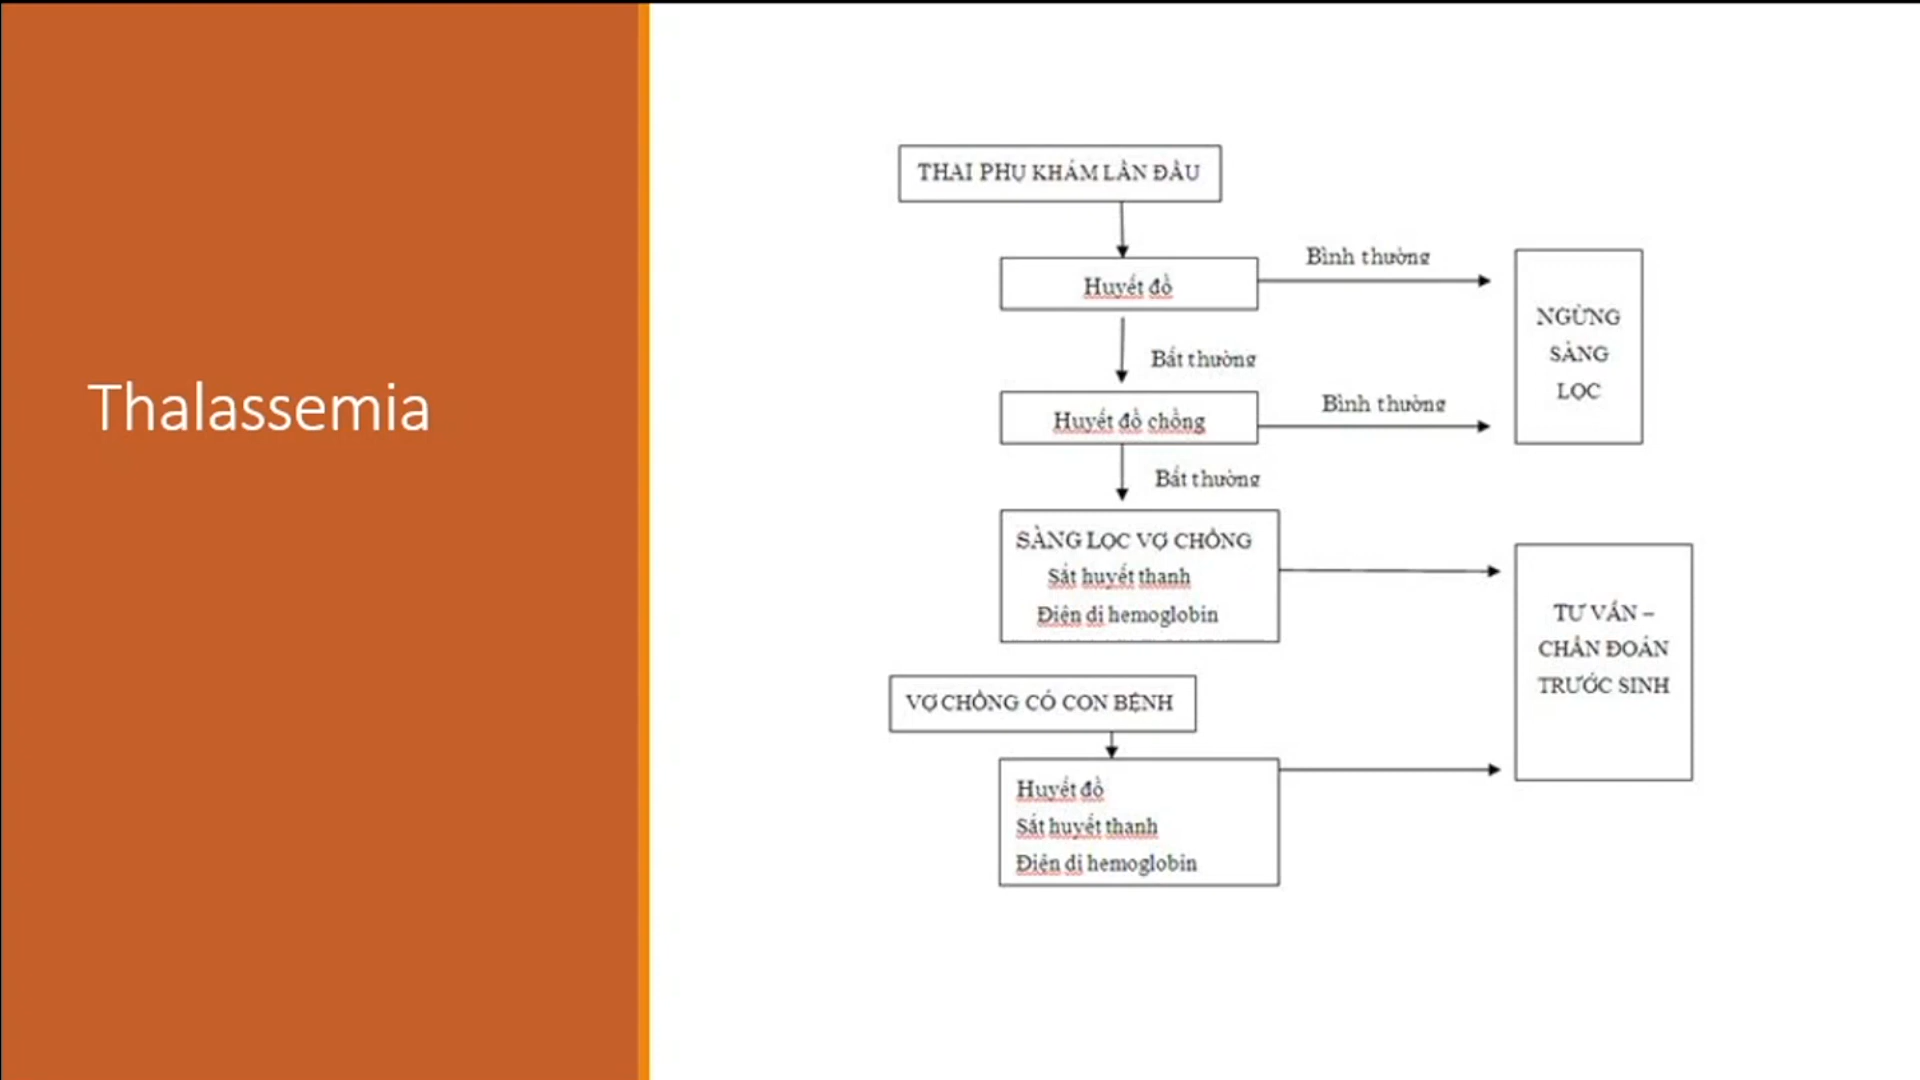 Thalassemia
THAI PHỤ KHÁM LẦN ĐẦU
Huyết đồ
Bình thường
NGỪNG
SÀNG
LỌC
Bất thường
Huyết đồ chồng
Bình thường
Bất thường
SÀNG LỌC VỢ CHỒNG
Sắt huyết thanh
Điện di hemoglobin
TƯ VẤN –
CHẨN ĐOÁN
TRƯỚC SINH
VỢ CHỒNG CÓ CON BỆNH
Huyết đồ
Sắt huyết thanh
Điện di hemoglobin